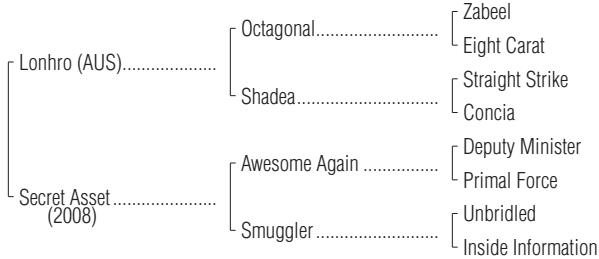 Zabeel
Octagonal..............................
Eight Carat
Lonhro (AUS).....................
Straight Strike
Shadea...................................
Concia
Deputy Minister
Awesome Again ..................
Primal Force
Secret Asset .......................
(2008)
Unbridled
Smuggler..............................
Inside Information